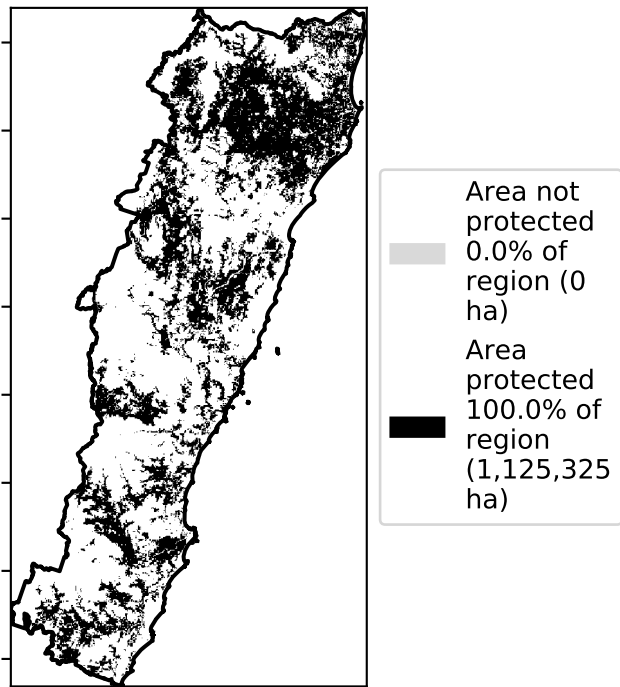 Area not
protected
0.0% of
region (0
ha)
Area
protected
100.0% of
region
(1,125,325
ha)